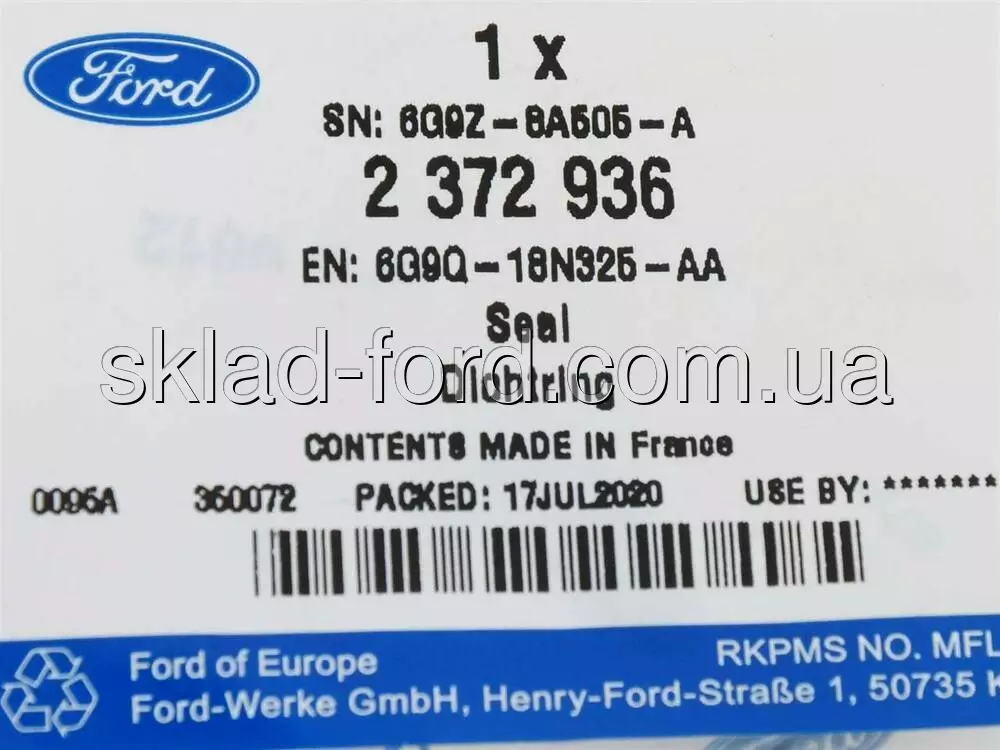 Ford
1 x
SN: 6G9Z-8A505-A
2 372 936
EN: 6G9Q-18N325-AA
Seal
sklad-ford.com.ua
Dichtring
CONTENTS MADE IN France
0095A 350072 PACKED: 17JUL2020 USE BY: *******
Ford of Europe RKPMS NO. MFL
Ford-Werke GmbH, Henry-Ford-Straße 1, 50735 K